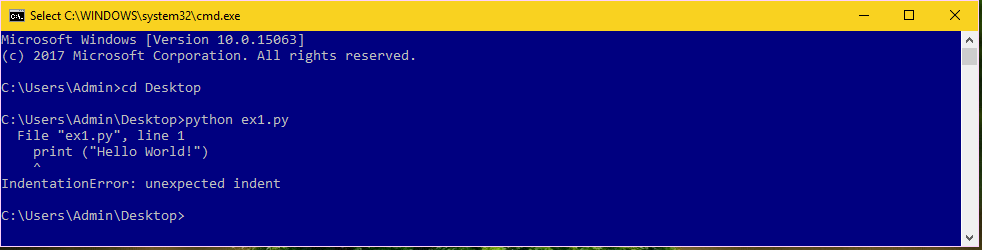 Select C:\WINDOWS\system32\cmd.exe
Microsoft Windows [Version 10.0.15063]
(c) 2017 Microsoft Corporation. All rights reserved.
C:\Users\Admin>cd Desktop
C:\Users\Admin\Desktop>python ex1.py
  File "ex1.py", line 1
    print ("Hello World!")
    ^
IndentationError: unexpected indent
C:\Users\Admin\Desktop>